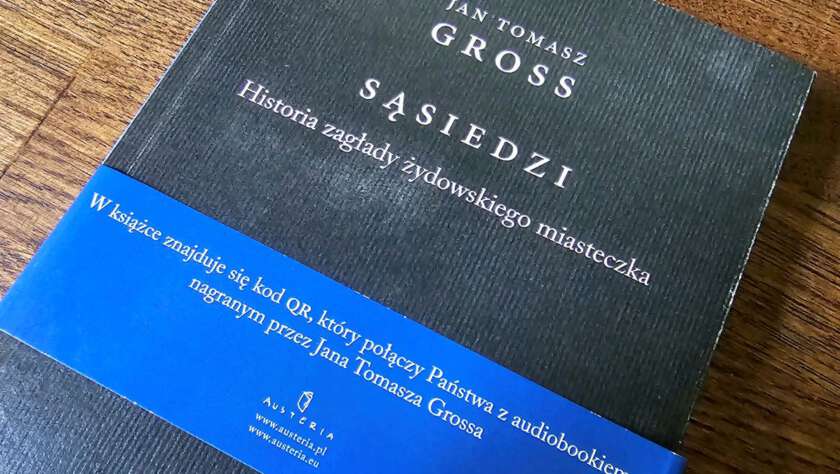 JAN TOMASZ
GROSS
SĄSIEDZI
Historia zagłady żydowskiego miasteczka
W książce znajduje się kod QR, który połączy Państwa z audiobookiem
nagranym przez Jana Tomasza Grossa
AUSTERIA
www.austeria.pl
www.austeria.eu